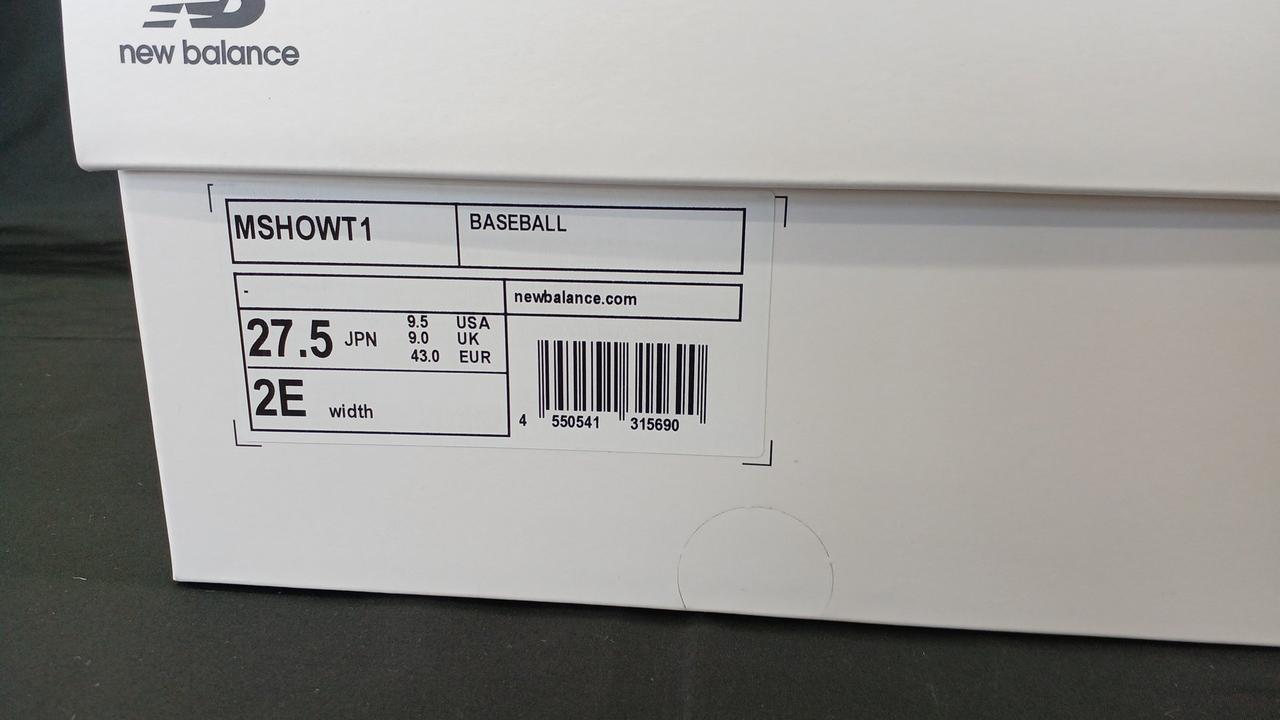 new balance
MSHOWT1 BASEBALL
-
newbalance.com
27.5 JPN
9.5 USA
9.0 UK
43.0 EUR
2E width
4 550541 315690